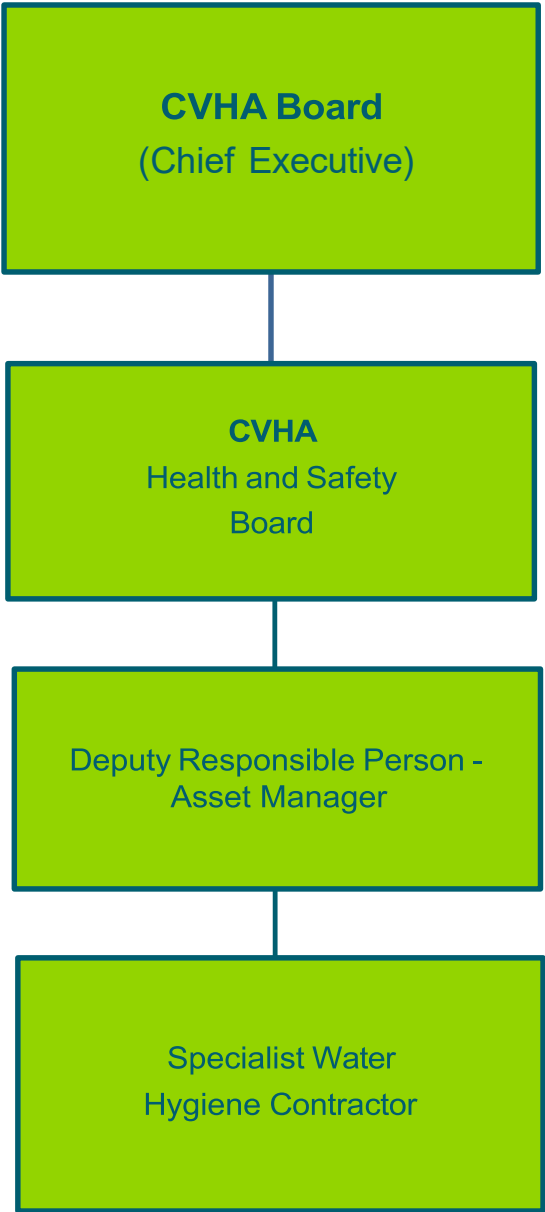 CVHA Board
(Chief Executive)
CVHA
Health and Safety
Board
Deputy Responsible Person -
Asset Manager
Specialist Water
Hygiene Contractor